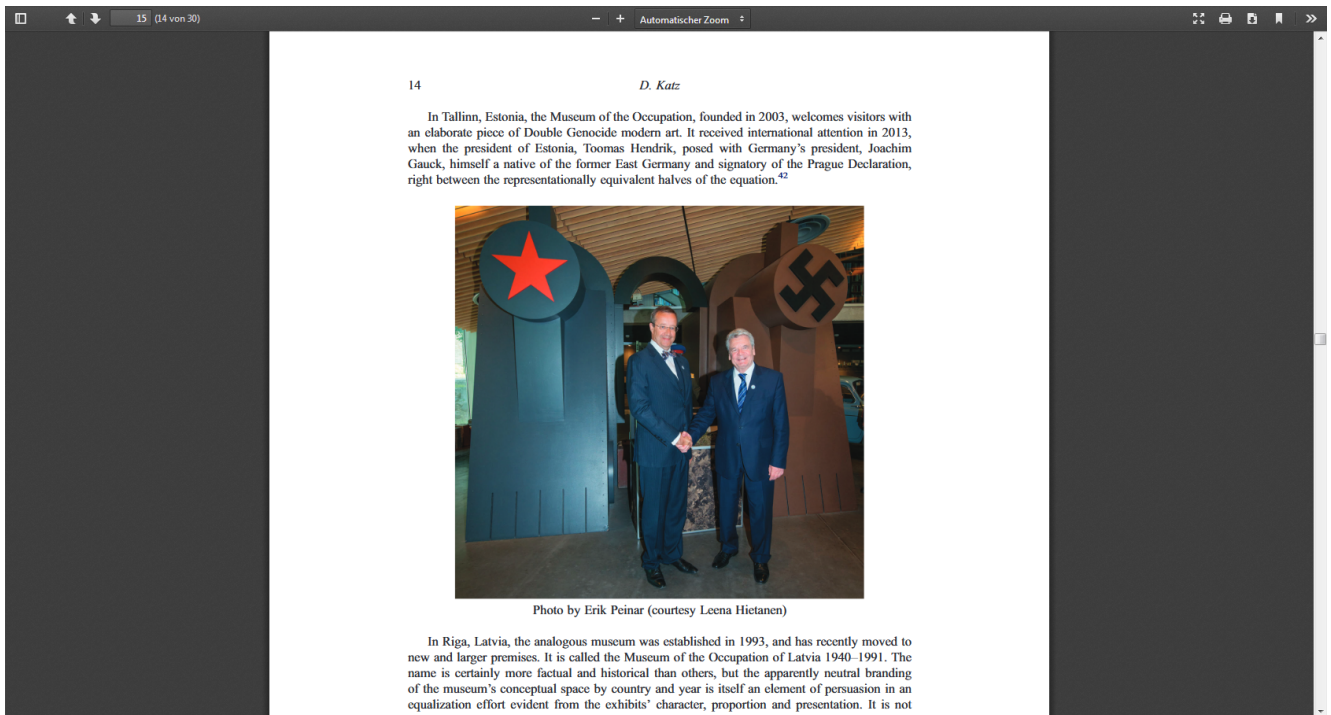 15 (14 von 30)
Automatischer Zoom
14
D. Katz
In Tallinn, Estonia, the Museum of the Occupation, founded in 2003, welcomes visitors with
an elaborate piece of Double Genocide modern art. It received international attention in 2013,
when the president of Estonia, Toomas Hendrik, posed with Germany's president, Joachim
Gauck, himself a native of the former East Germany and signatory of the Prague Declaration,
right between the representationally equivalent halves of the equation.42
Photo by Erik Peinar (courtesy Leena Hietanen)
In Riga, Latvia, the analogous museum was established in 1993, and has recently moved to
new and larger premises. It is called the Museum of the Occupation of Latvia 1940–1991. The
name is certainly more factual and historical than others, but the apparently neutral branding
of the museum's conceptual space by country and year is itself an element of persuasion in an
equalization effort evident from the exhibits' character, proportion and presentation. It is not